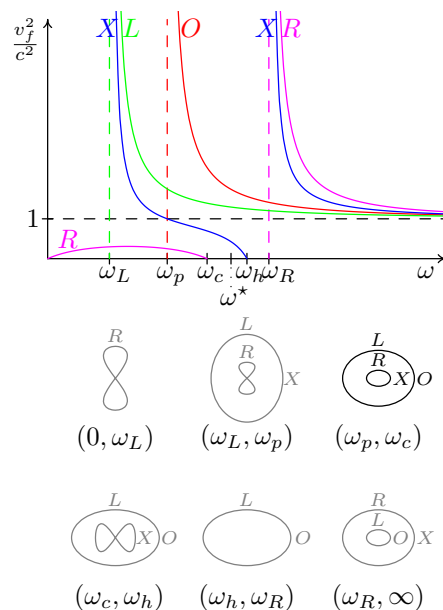 v_f^2/c^2
X L O X R
1
R
ω_L ω_p ω_c ω_h ω_R ω
ω^⋆
R
L
R
X
L
R
X O
(0, ω_L) (ω_L, ω_p) (ω_p, ω_c)
L
X O
L
O
R
L
O X
(ω_c, ω_h) (ω_h, ω_R) (ω_R, ∞)